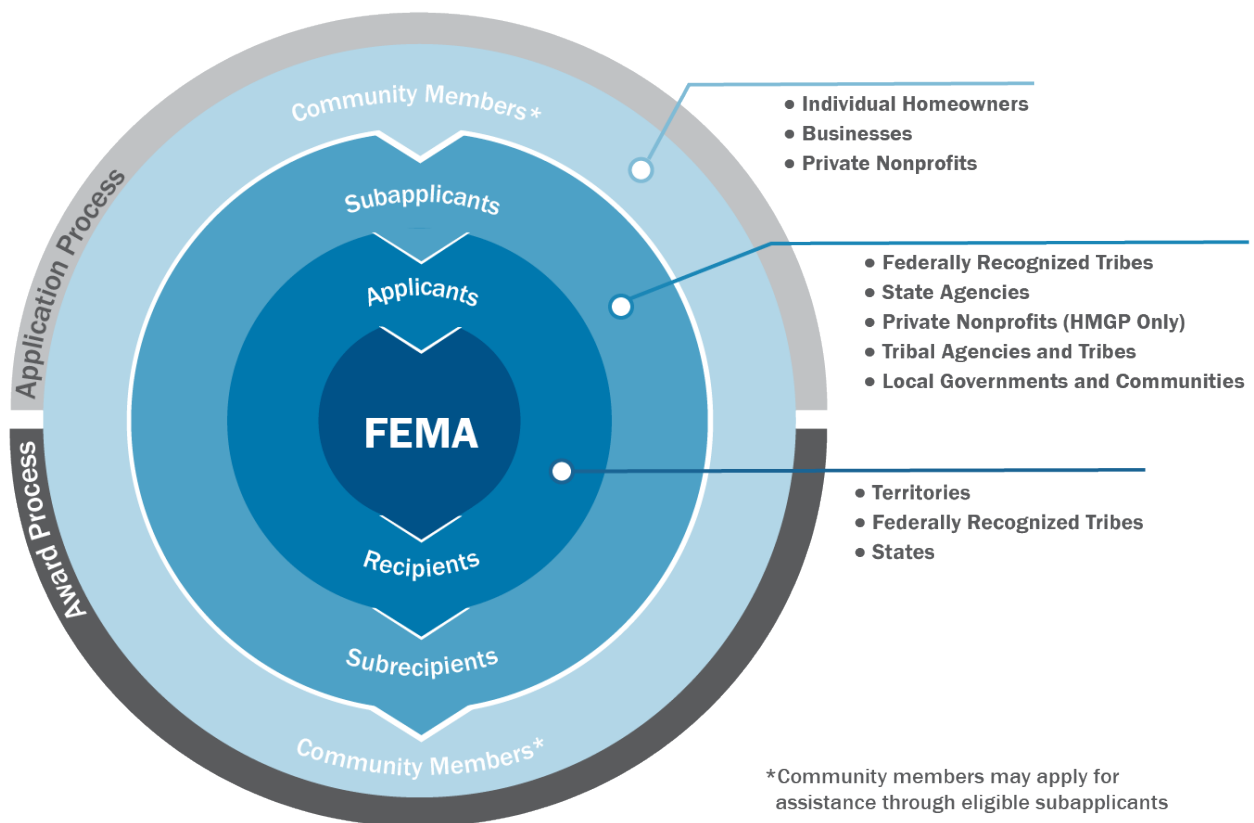 Application Process
Community Members*
Subapplicants
Applicants
FEMA
Recipients
Subrecipients
Community Members*
Award Process
● Individual Homeowners
● Businesses
● Private Nonprofits
● Federally Recognized Tribes
● State Agencies
● Private Nonprofits (HMGP Only)
● Tribal Agencies and Tribes
● Local Governments and Communities
● Territories
● Federally Recognized Tribes
● States
*Community members may apply for
assistance through eligible subapplicants